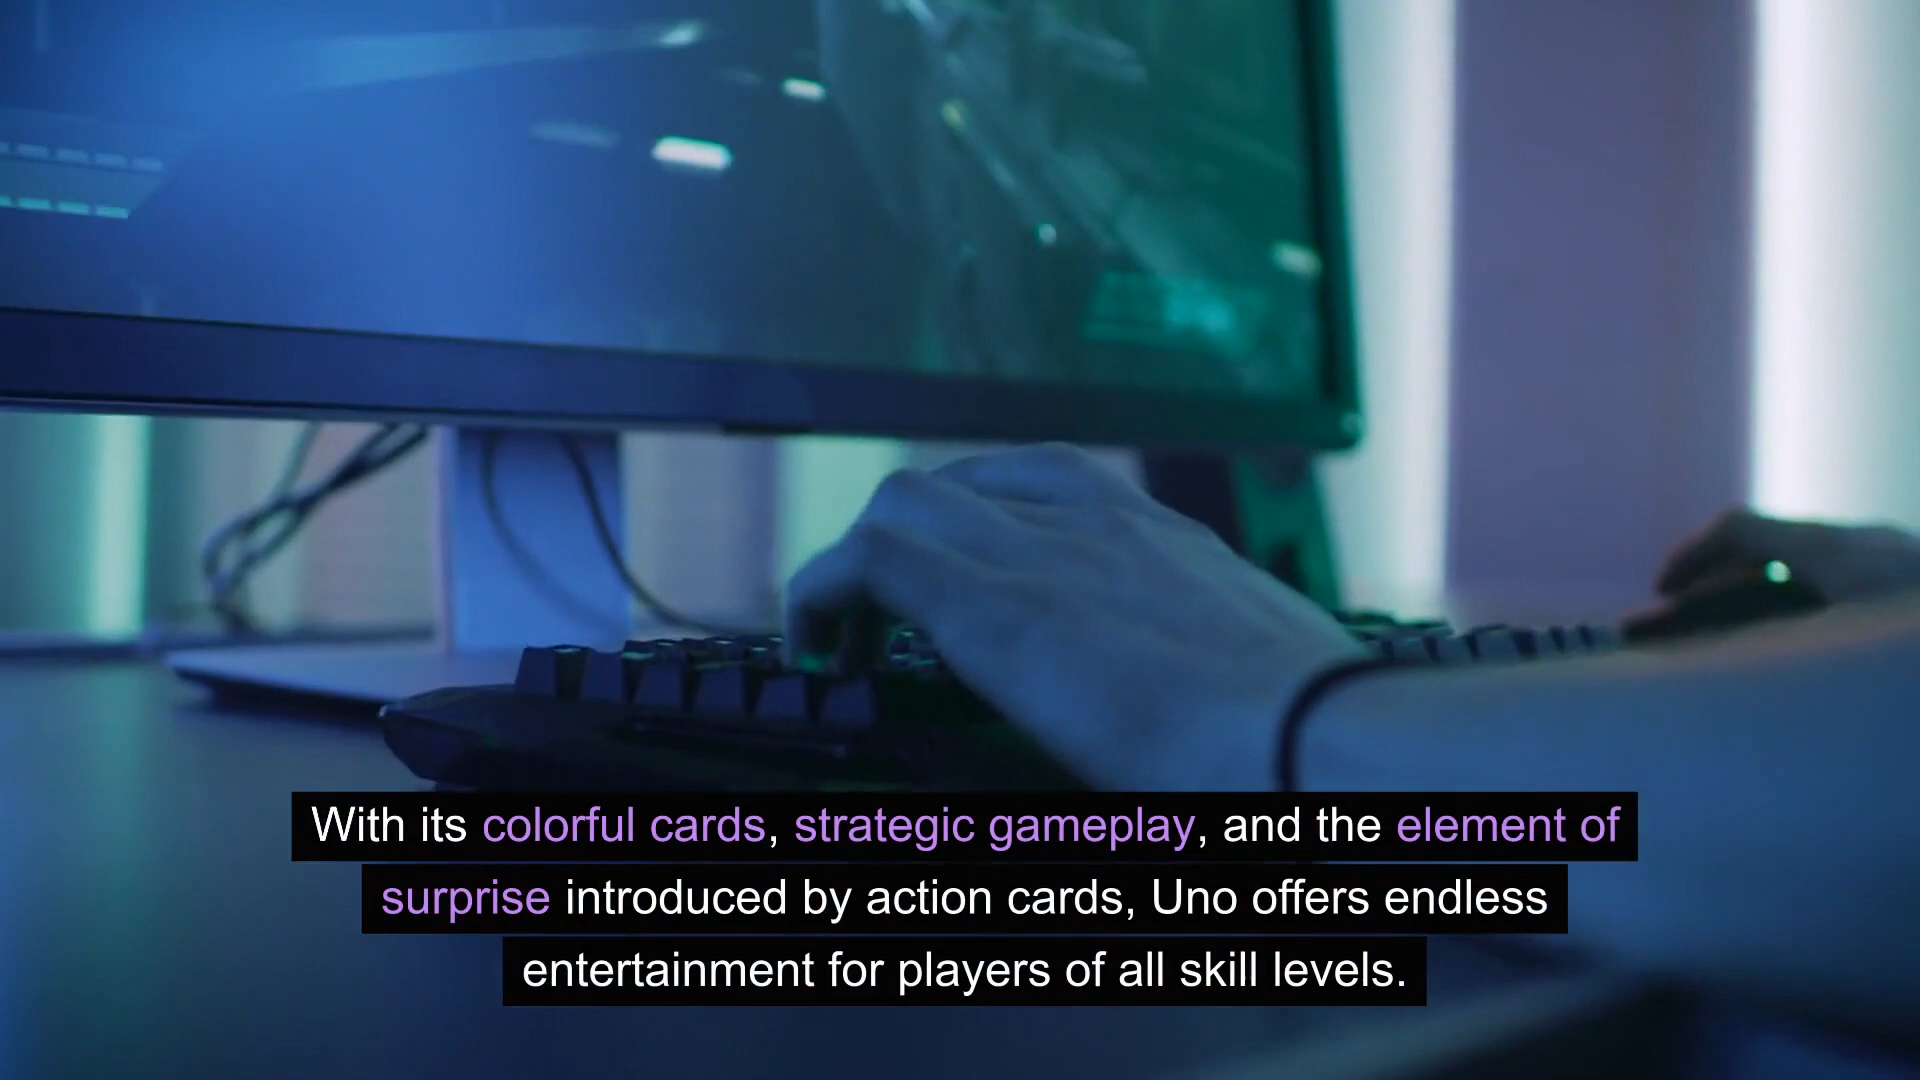 With its colorful cards, strategic gameplay, and the element of
surprise introduced by action cards, Uno offers endless
entertainment for players of all skill levels.